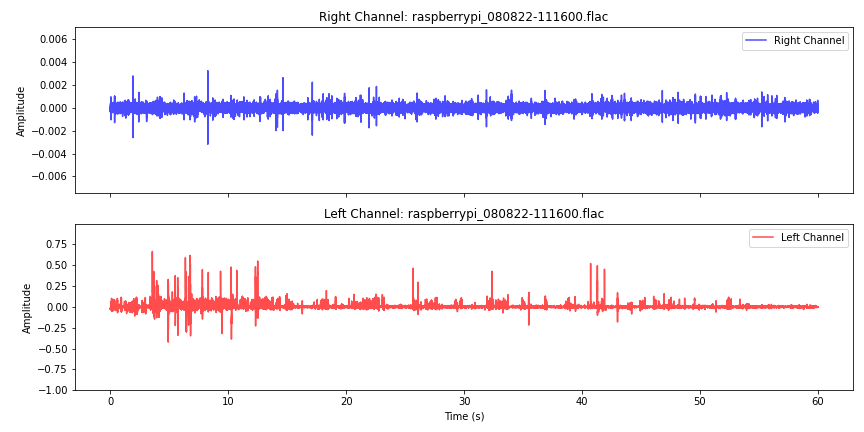 Right Channel: raspberrypi_080822-111600.flac
Right Channel
0.006
0.004
0.002
0.000
−0.002
−0.004
−0.006
Amplitude
Left Channel: raspberrypi_080822-111600.flac
Left Channel
0.75
0.50
0.25
0.00
−0.25
−0.50
−0.75
−1.00
Amplitude
0 10 20 30 40 50 60
Time (s)